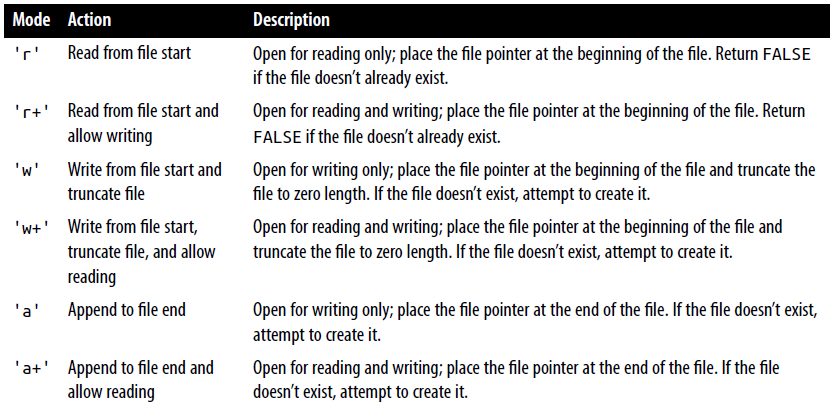 Mode Action Description
'r' Read from file start Open for reading only; place the file pointer at the beginning of the file. Return FALSE
if the file doesn’t already exist.
'r+' Read from file start and Open for reading and writing; place the file pointer at the beginning of the file. Return
allow writing FALSE if the file doesn’t already exist.
'w' Write from file start and Open for writing only; place the file pointer at the beginning of the file and truncate the
truncate file file to zero length. If the file doesn’t exist, attempt to create it.
'w+' Write from file start, Open for reading and writing; place the file pointer at the beginning of the file and
truncate file, and allow truncate the file to zero length. If the file doesn’t exist, attempt to create it.
reading
'a' Append to file end Open for writing only; place the file pointer at the end of the file. If the file doesn’t exist,
attempt to create it.
'a+' Append to file end and Open for reading and writing; place the file pointer at the end of the file. If the file
allow reading doesn’t exist, attempt to create it.